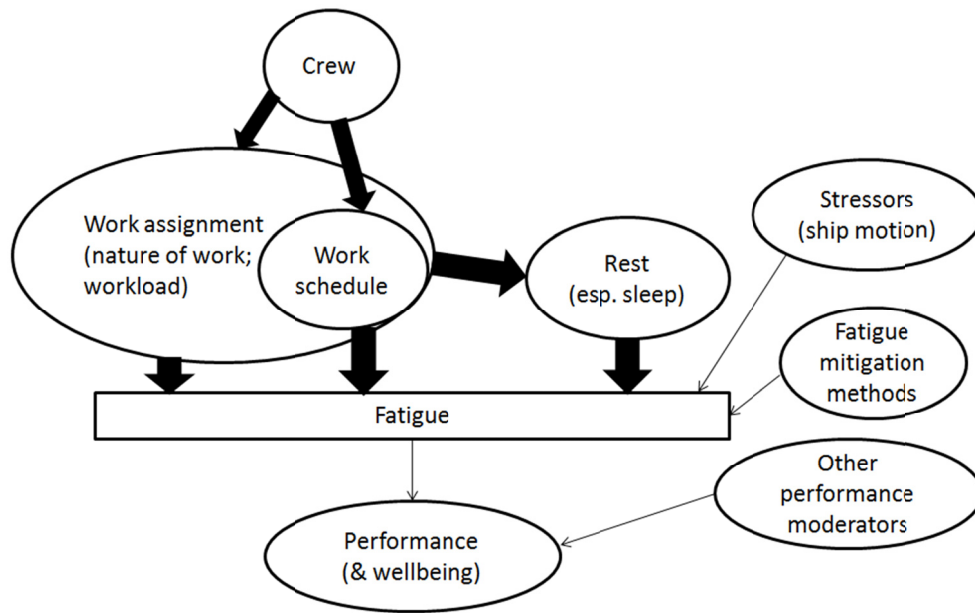 Crew
Work assignment
(nature of work;
workload)
Work
schedule
Rest
(esp. sleep)
Stressors
(ship motion)
Fatigue
mitigation
methods
Fatigue
Other
performance
moderators
Performance
(& wellbeing)